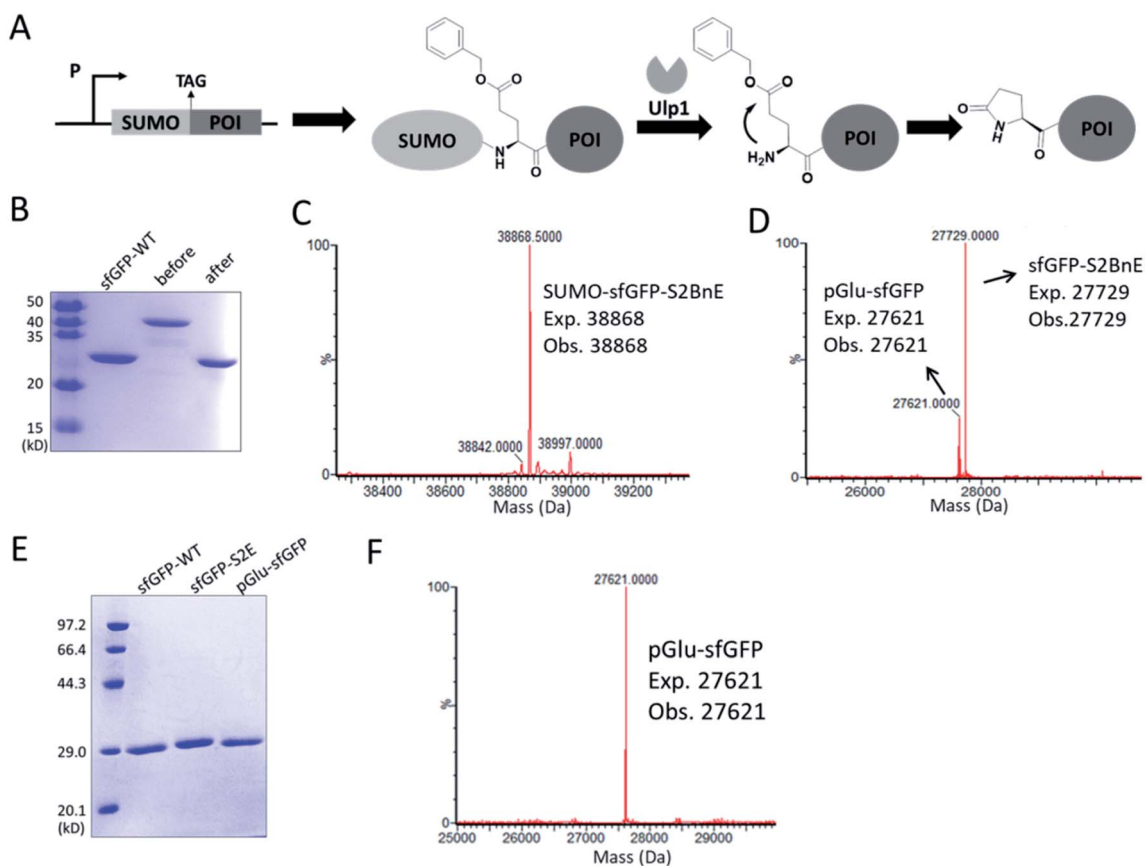 A
P
TAG
SUMO POI
SUMO
O
O
N
H
O
POI
Ulp1
O
O
H₂N
O
POI
O
N
H
O
POI
B
sfGFP-WT
before
after
50
40
35
20
15
(kD)
C
100
%
0
38868.5000
SUMO-sfGFP-S2BnE
Exp. 38868
Obs. 38868
38842.0000
38997.0000
38400 38600 38800 39000 39200
Mass (Da)
D
100
%
0
27729.0000
sfGFP-S2BnE
Exp. 27729
Obs.27729
pGlu-sfGFP
Exp. 27621
Obs. 27621
27621.0000
26000 28000
Mass (Da)
E
sfGFP-WT
sfGFP-S2E
pGlu-sfGFP
97.2
66.4
44.3
29.0
20.1
(kD)
F
100
%
0
27621.0000
pGlu-sfGFP
Exp. 27621
Obs. 27621
25000 26000 27000 28000 29000
Mass (Da)